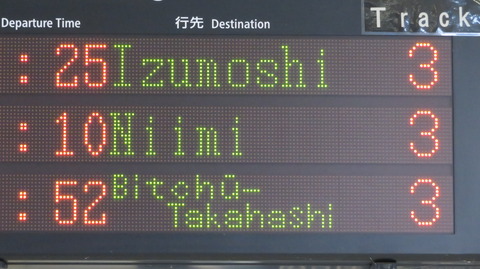 Departure Time 行先 Destination Track
:25 Izumoshi 3
:10 Niimi 3
:52 Bitchū-
Takahashi 3